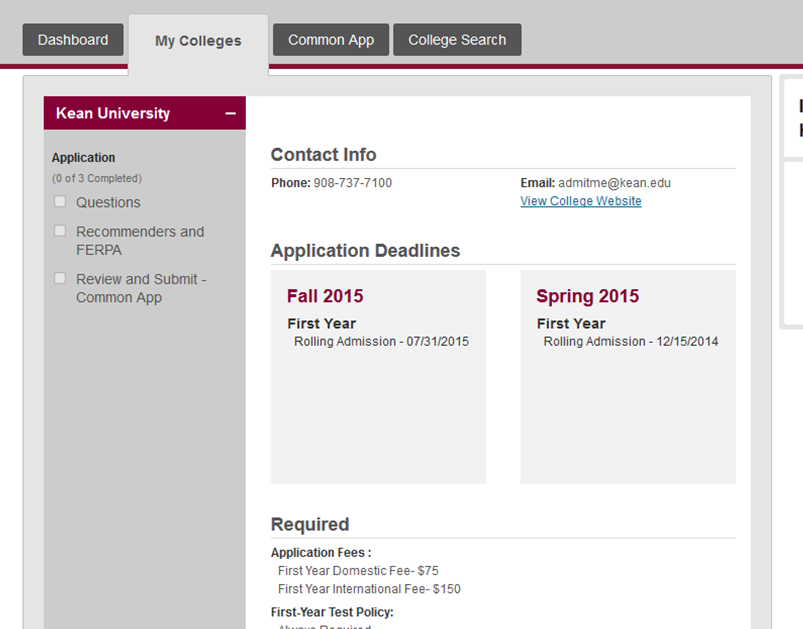 Dashboard
My Colleges
Common App
College Search
Kean University
Application
(0 of 3 Completed)
Questions
Recommenders and
FERPA
Review and Submit -
Common App
Contact Info
Phone: 908-737-7100
Email: admitme@kean.edu
View College Website
Application Deadlines
Fall 2015
First Year
Rolling Admission - 07/31/2015
Spring 2015
First Year
Rolling Admission - 12/15/2014
Required
Application Fees :
First Year Domestic Fee- $75
First Year International Fee- $150
First-Year Test Policy:
Always Required